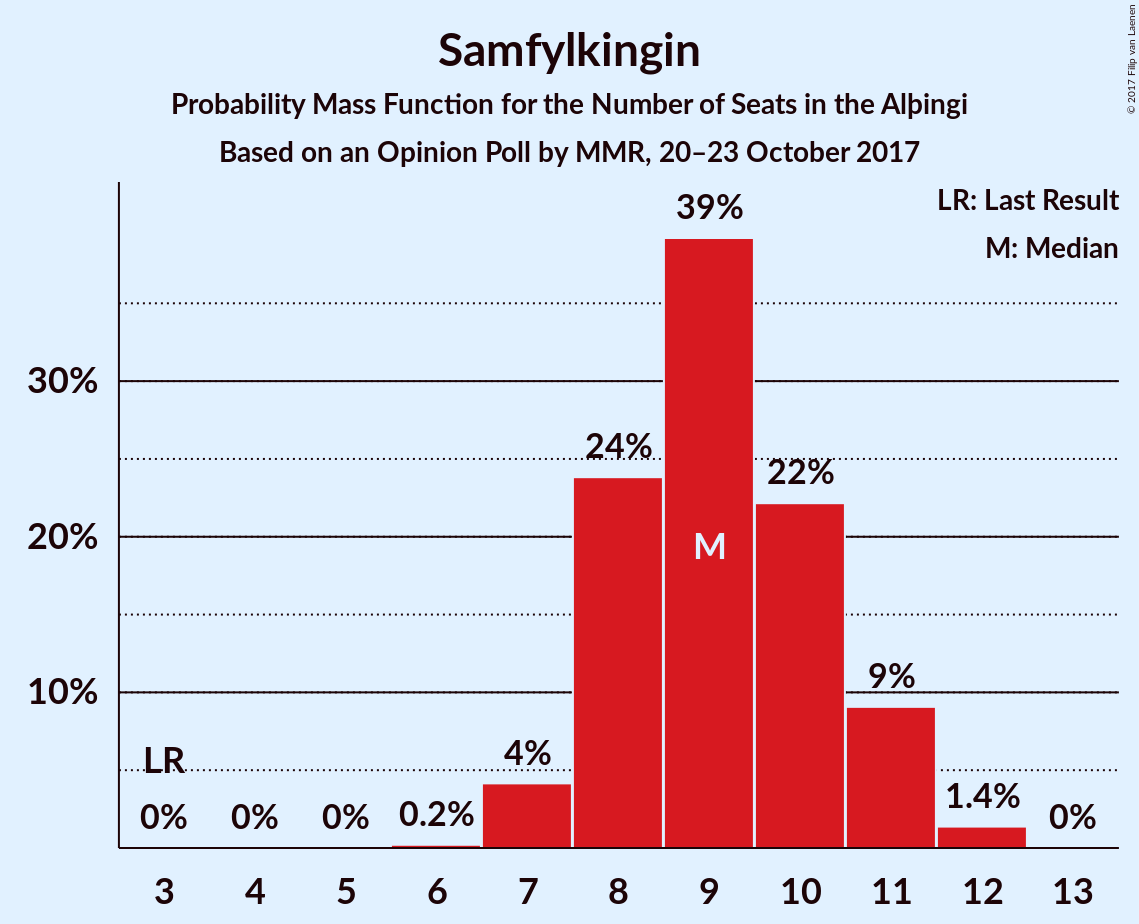 Samfylkingin
Probability Mass Function for the Number of Seats in the Alþingi
Based on an Opinion Poll by MMR, 20–23 October 2017
© 2017 Filip van Laenen
LR: Last Result
M: Median
30%
20%
10%
LR
0%
0%
0%
0.2%
4%
24%
39%
M
22%
9%
1.4%
0%
3 4 5 6 7 8 9 10 11 12 13